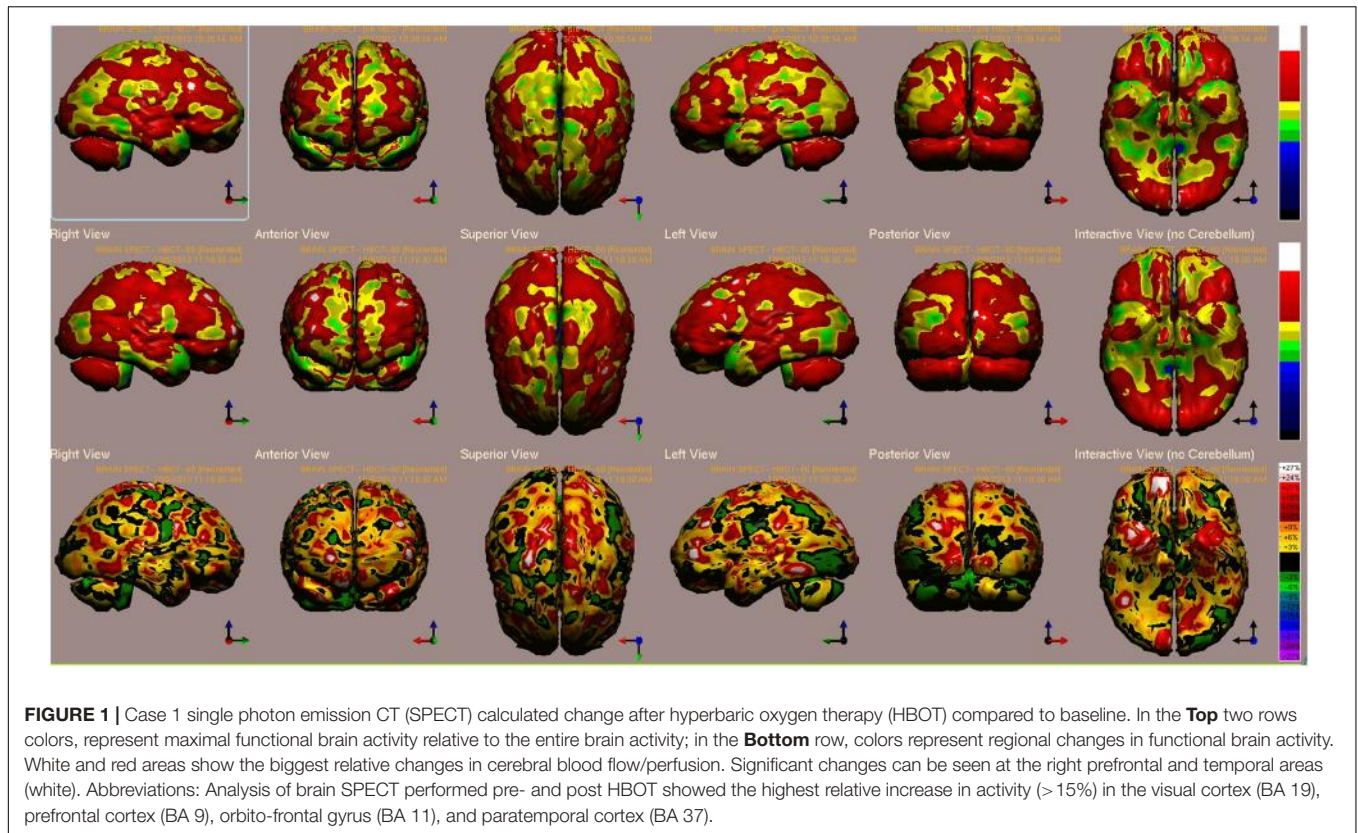 Right View
Anterior View
Superior View
Left View
Posterior View
Interactive View (no Cerebellum)
Right View
Anterior View
Superior View
Left View
Posterior View
Interactive View (no Cerebellum)
+27%
+24%
+9%
+6%
+3%
FIGURE 1 | Case 1 single photon emission CT (SPECT) calculated change after hyperbaric oxygen therapy (HBOT) compared to baseline. In the Top two rows
colors, represent maximal functional brain activity relative to the entire brain activity; in the Bottom row, colors represent regional changes in functional brain activity.
White and red areas show the biggest relative changes in cerebral blood flow/perfusion. Significant changes can be seen at the right prefrontal and temporal areas
(white). Abbreviations: Analysis of brain SPECT performed pre- and post HBOT showed the highest relative increase in activity (>15%) in the visual cortex (BA 19),
prefrontal cortex (BA 9), orbito-frontal gyrus (BA 11), and paratemporal cortex (BA 37).